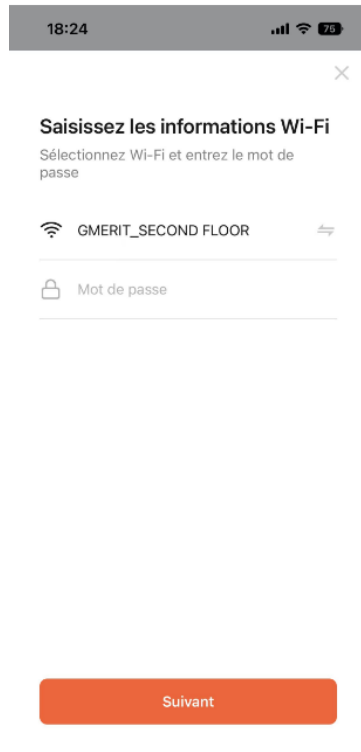 18:24
75
Saisissez les informations Wi-Fi
Sélectionnez Wi-Fi et entrez le mot de
passe
GMERIT_SECOND FLOOR
Mot de passe
Suivant